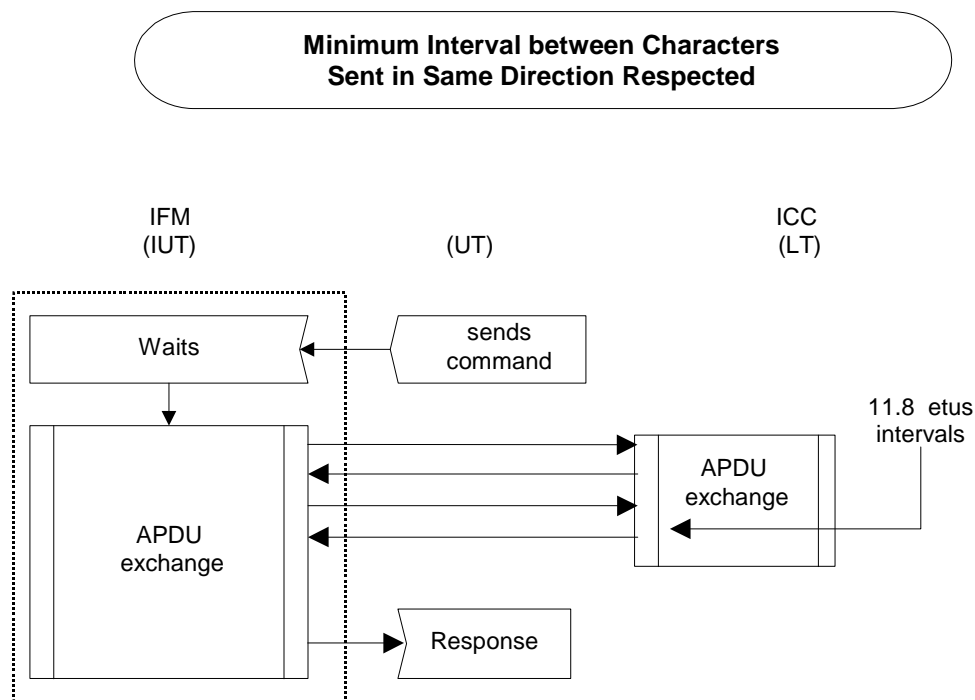 Minimum Interval between Characters
Sent in Same Direction Respected
IFM
(IUT)
(UT)
ICC
(LT)
Waits
sends
command
11.8 etus
intervals
APDU
exchange
APDU
exchange
Response